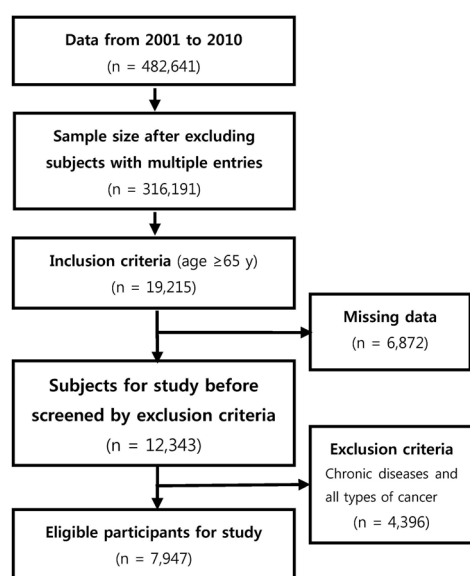 Data from 2001 to 2010
(n = 482,641)
Sample size after excluding
subjects with multiple entries
(n = 316,191)
Inclusion criteria (age ≥65 y)
(n = 19,215)
Missing data
(n = 6,872)
Subjects for study before
screened by exclusion criteria
(n = 12,343)
Exclusion criteria
Chronic diseases and
all types of cancer
(n = 4,396)
Eligible participants for study
(n = 7,947)